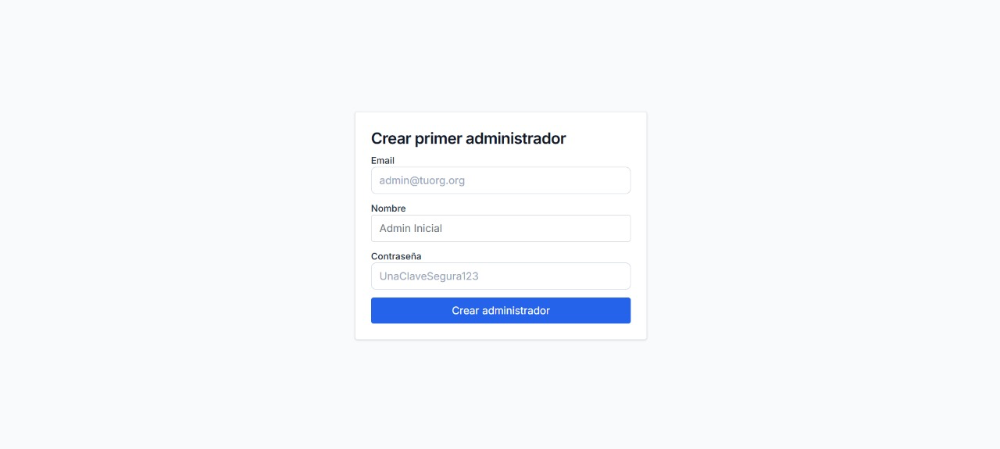 Crear primer administrador
Email
admin@tuorg.org
Nombre
Admin Inicial
Contraseña
UnaClaveSegura123
Crear administrador